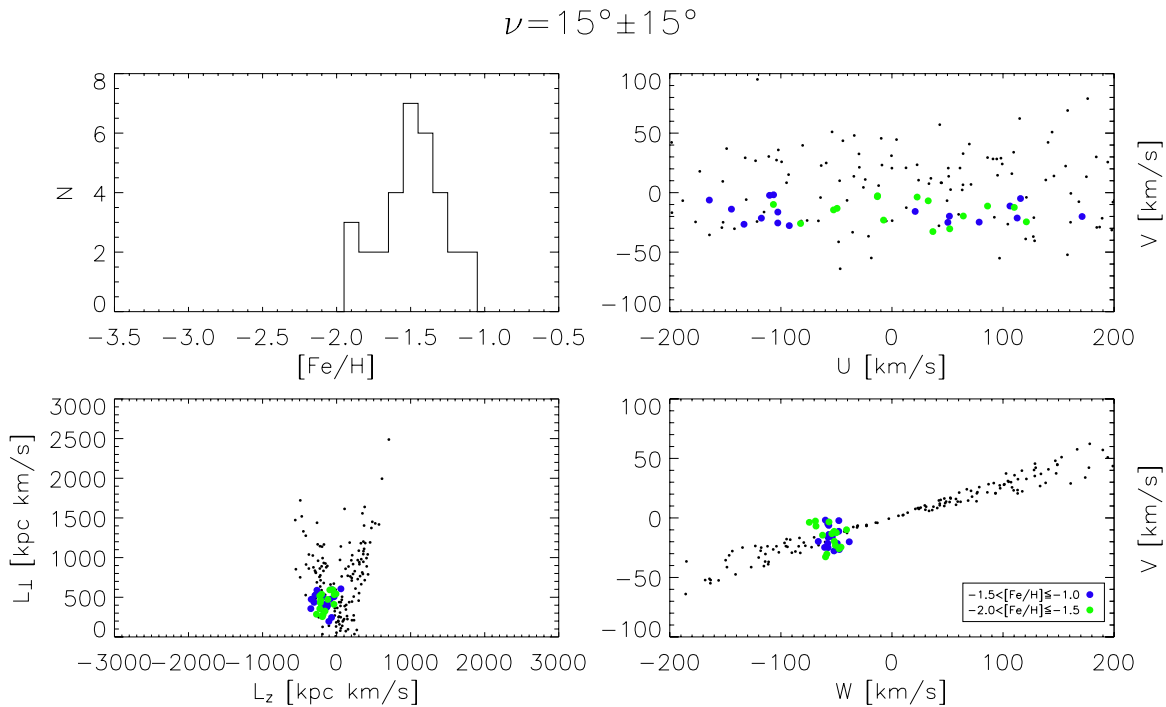 ν=15°±15°
8
6
4
2
0
N
−3.5 −3.0 −2.5 −2.0 −1.5 −1.0 −0.5
[Fe/H]
100
50
0
−50
−100
V [km/s]
−200 −100 0 100 200
U [km/s]
3000
2500
2000
1500
1000
500
0
L⊥ [kpc km/s]
−3000−2000−1000 0 1000 2000 3000
Lz [kpc km/s]
100
50
0
−50
−100
V [km/s]
−1.5<[Fe/H]≦−1.0
−2.0<[Fe/H]≦−1.5
−200 −100 0 100 200
W [km/s]